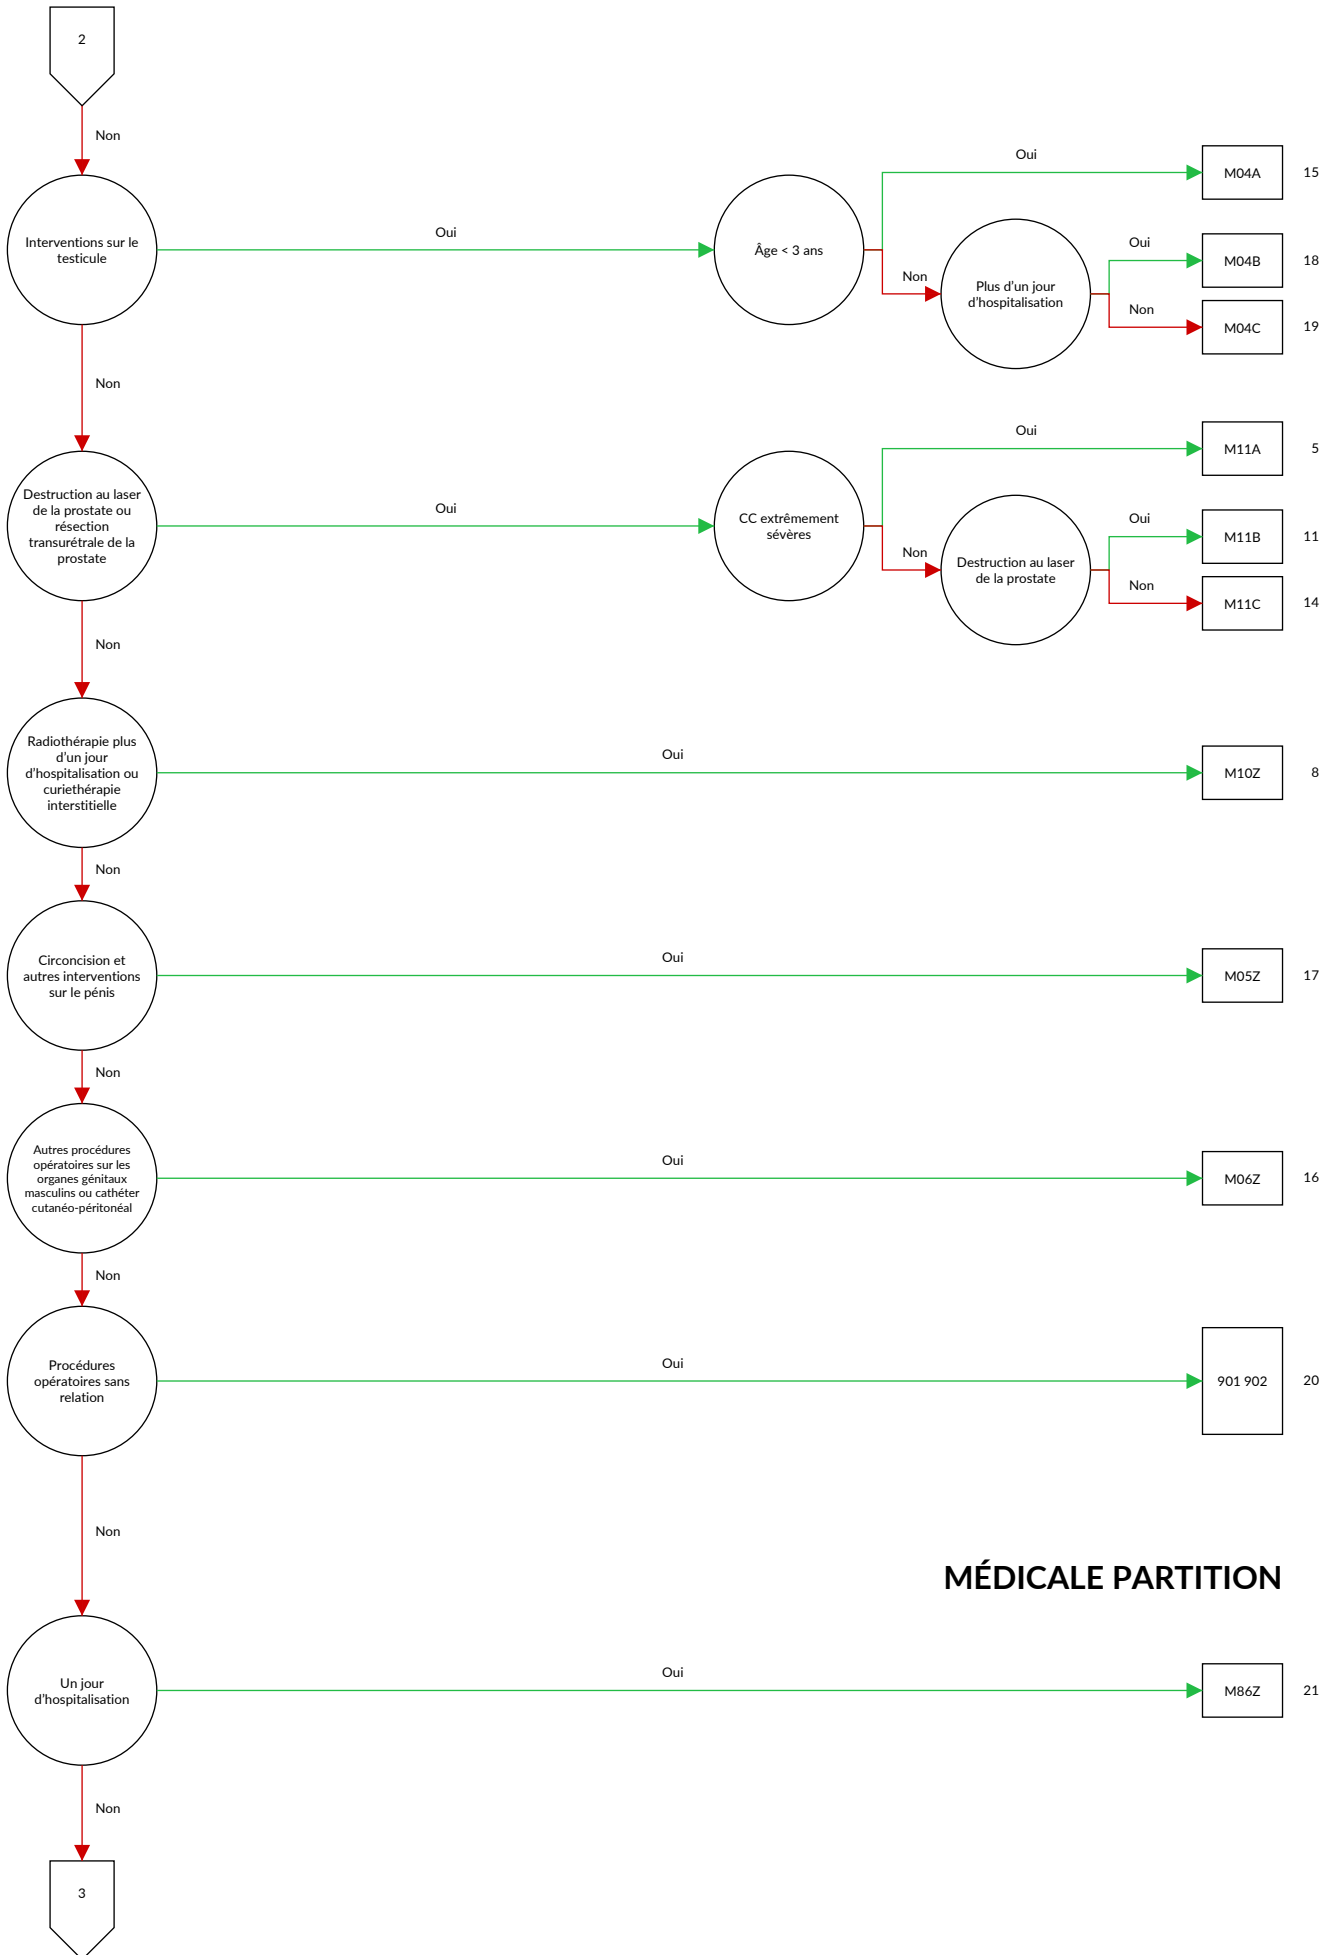 2
Non
Interventions sur le
testicule
Oui
Âge < 3 ans
Oui
M04A
15
Non
Plus d'un jour
d'hospitalisation
Oui
M04B
18
Non
M04C
19
Non
Destruction au laser
de la prostate ou
résection
transurétrale de la
prostate
Oui
CC extrêmement
sévères
Oui
M11A
5
Non
Destruction au laser
de la prostate
Oui
M11B
11
Non
M11C
14
Non
Radiothérapie plus
d'un jour
d'hospitalisation ou
curiethérapie
interstitielle
Oui
M10Z
8
Non
Circoncision et
autres interventions
sur le pénis
Oui
M05Z
17
Non
Autres procédures
opératoires sur les
organes génitaux
masculins ou cathéter
cutanéo-péritonéal
Oui
M06Z
16
Non
Procédures
opératoires sans
relation
Oui
901 902
20
Non
MÉDICALE PARTITION
Un jour
d'hospitalisation
Oui
M86Z
21
Non
3